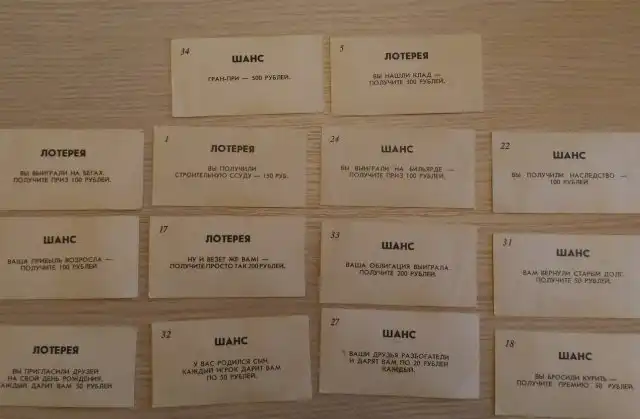 34
ШАНС
ГРАН-ПРИ — 500 РУБЛЕЙ.
5
ЛОТЕРЕЯ
ВЫ НАШЛИ КЛАД —
ПОЛУЧИТЕ 300 РУБЛЕЙ.
ЛОТЕРЕЯ
ВЫ ВЫИГРАЛИ НА БЕГАХ.
ПОЛУЧИТЕ ПРИЗ 100 РУБЛЕЙ.
1
ЛОТЕРЕЯ
ВЫ ПОЛУЧИЛИ
СТРОИТЕЛЬНУЮ ССУДУ — 150 РУБ.
24
ШАНС
ВЫ ВЫИГРАЛИ НА БИЛЬЯРДЕ —
ПОЛУЧИТЕ ПРИЗ 100 РУБЛЕЙ.
22
ШАНС
ВЫ ПОЛУЧИЛИ НАСЛЕДСТВО —
100 РУБЛЕЙ
ШАНС
ВАША ПРИБЫЛЬ ВОЗРОСЛА —
ПОЛУЧИТЕ 100 РУБЛЕЙ.
17
ЛОТЕРЕЯ
НУ И ВЕЗЕТ ЖЕ ВАМ! —
ПОЛУЧИТЕ ПРОСТО ТАК 200 РУБЛЕЙ.
33
ШАНС
ВАША ОБЛИГАЦИЯ ВЫИГРАЛА
ПОЛУЧИТЕ 200 РУБЛЕЙ.
31
ШАНС
ВАМ ВЕРНУЛИ СТАРЫЙ ДОЛГ.
ПОЛУЧИТЕ 50 РУБЛЕЙ.
ЛОТЕРЕЯ
ВЫ ПРИГЛАСИЛИ ДРУЗЕЙ
НА СВОЙ ДЕНЬ РОЖДЕНИЯ.
КАЖДЫЙ ДАРИТ ВАМ 50 РУБЛЕЙ
32
ШАНС
У ВАС РОДИЛСЯ СЫН.
КАЖДЫЙ ИГРОК ДАРИТ ВАМ
ПО 50 РУБЛЕЙ.
27
ШАНС
ВАШИ ДРУЗЬЯ РАЗБОГАТЕЛИ
И ДАРЯТ ВАМ ПО 20 РУБЛЕЙ
КАЖДЫЙ.
18
ШАНС
ВЫ БРОСИЛИ КУРИТЬ —
ПОЛУЧИТЕ ПРЕМИЮ 50 РУБЛЕЙ.